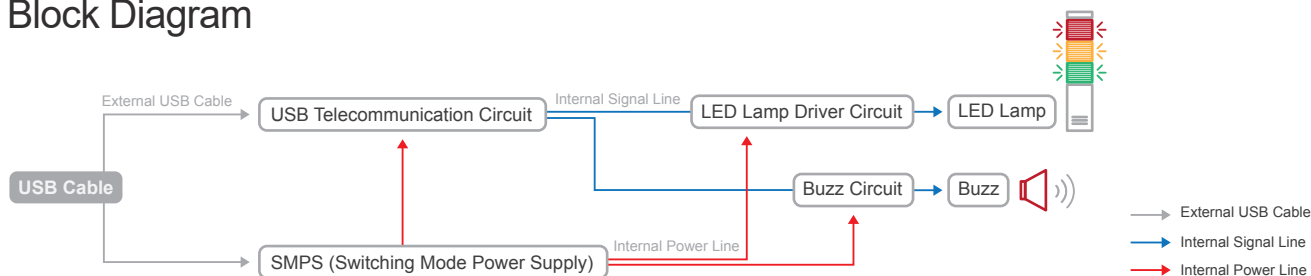 Block Diagram
External USB Cable
USB Telecommunication Circuit
Internal Signal Line
LED Lamp Driver Circuit
LED Lamp
USB Cable
Buzz Circuit
Buzz
SMPS (Switching Mode Power Supply)
Internal Power Line
External USB Cable
Internal Signal Line
Internal Power Line